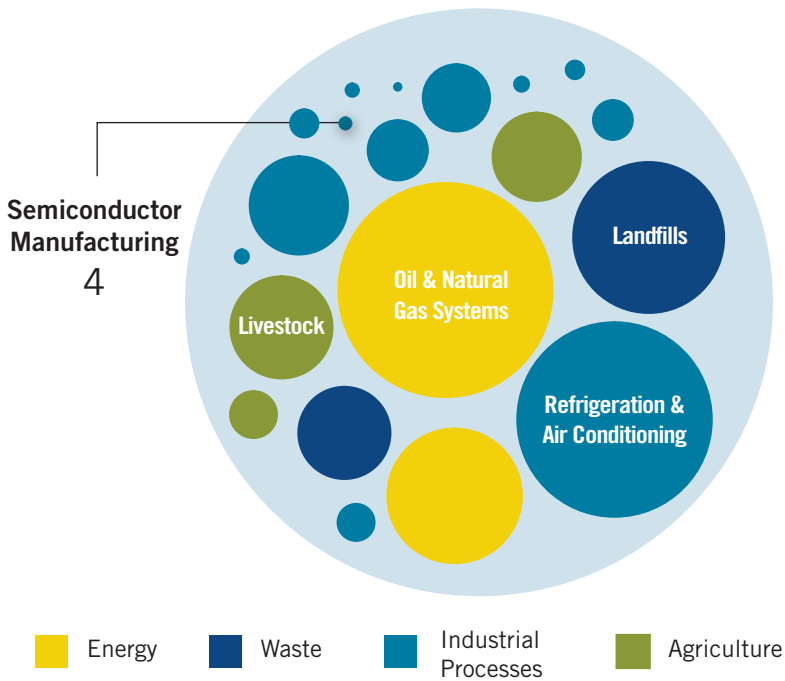 Semiconductor
Manufacturing
4
Landfills
Oil & Natural
Gas Systems
Livestock
Refrigeration &
Air Conditioning
Energy
Waste
Industrial
Processes
Agriculture